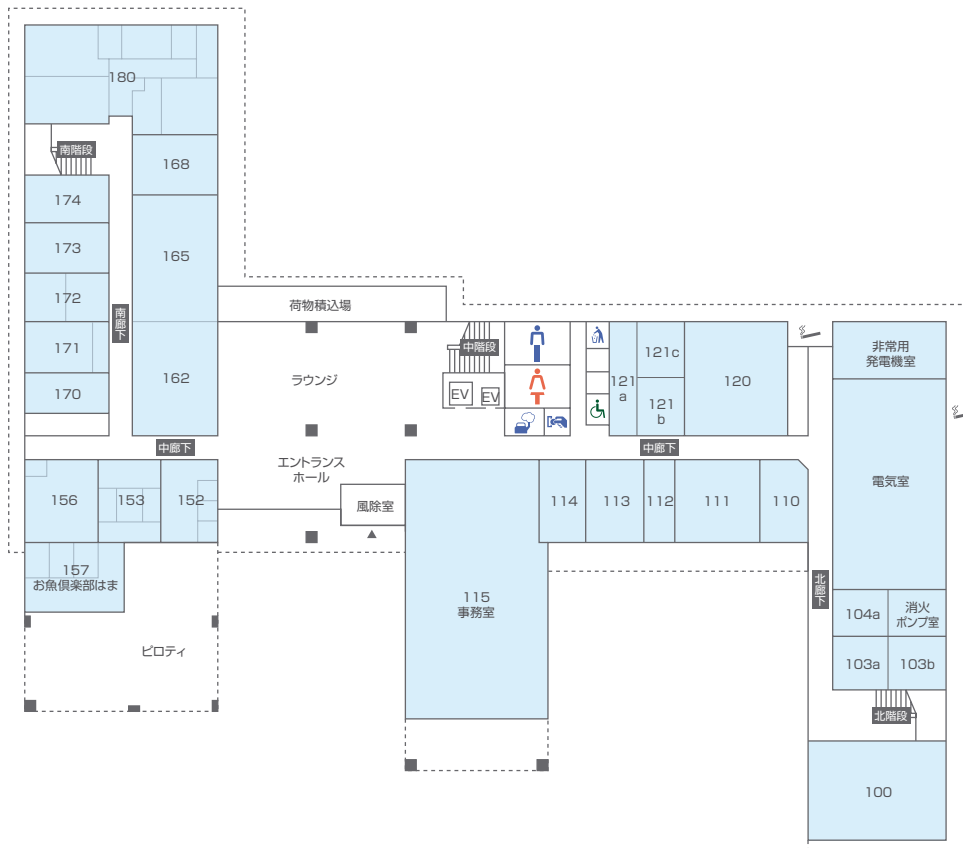 180
南階段
168
174
173
165
172
荷物積込場
南廊下
中階段
非常用
発電機室
171
162
ラウンジ
121c
121
a
120
170
EV
EV
121
b
中廊下
中廊下
エントランス
ホール
156
153
152
風除室
114
113
112
111
110
電気室
157
お魚倶楽部はま
115
事務室
北廊下
104a
消火
ポンプ室
ピロティ
103a
103b
北階段
100